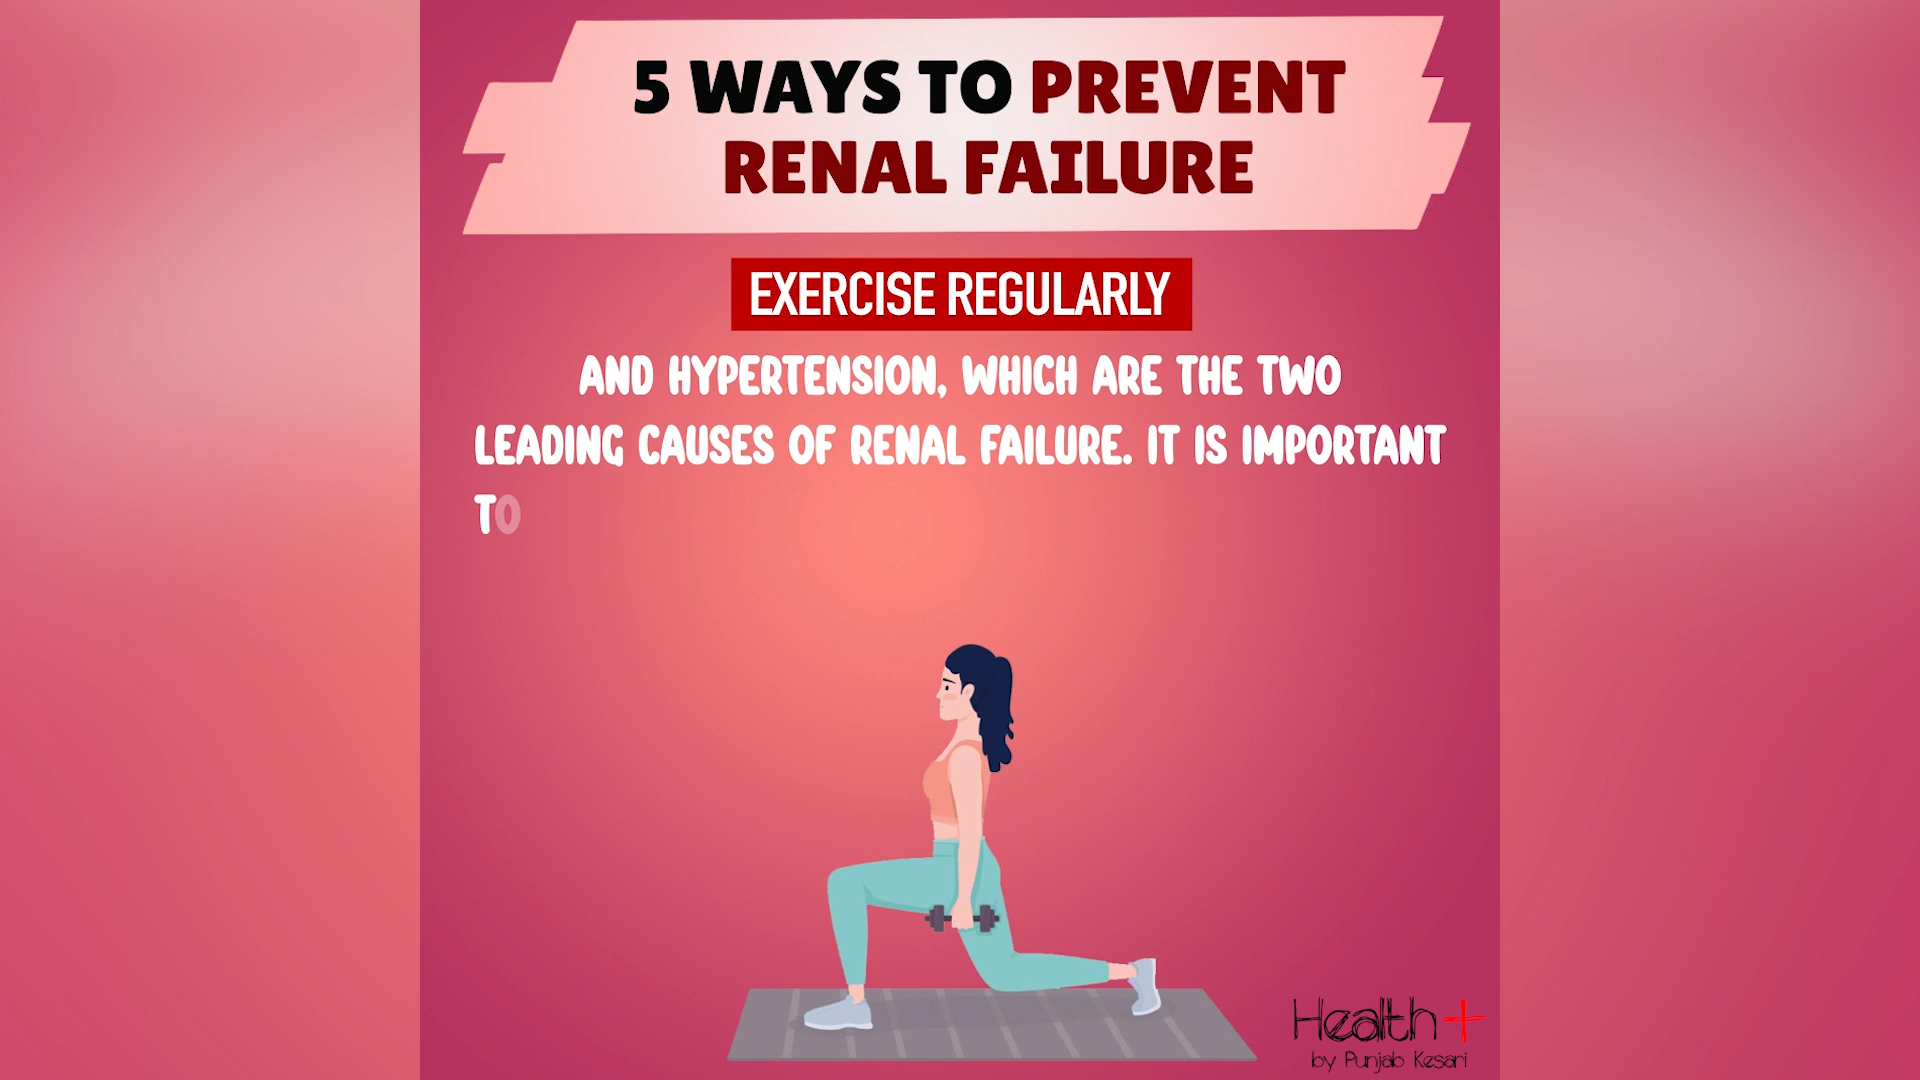 5 WAYS TO PREVENT
RENAL FAILURE
EXERCISE REGULARLY
AND HYPERTENSION, WHICH ARE THE TWO
LEADING CAUSES OF RENAL FAILURE. IT IS IMPORTANT
TO
Health+
by Punjab Kesari